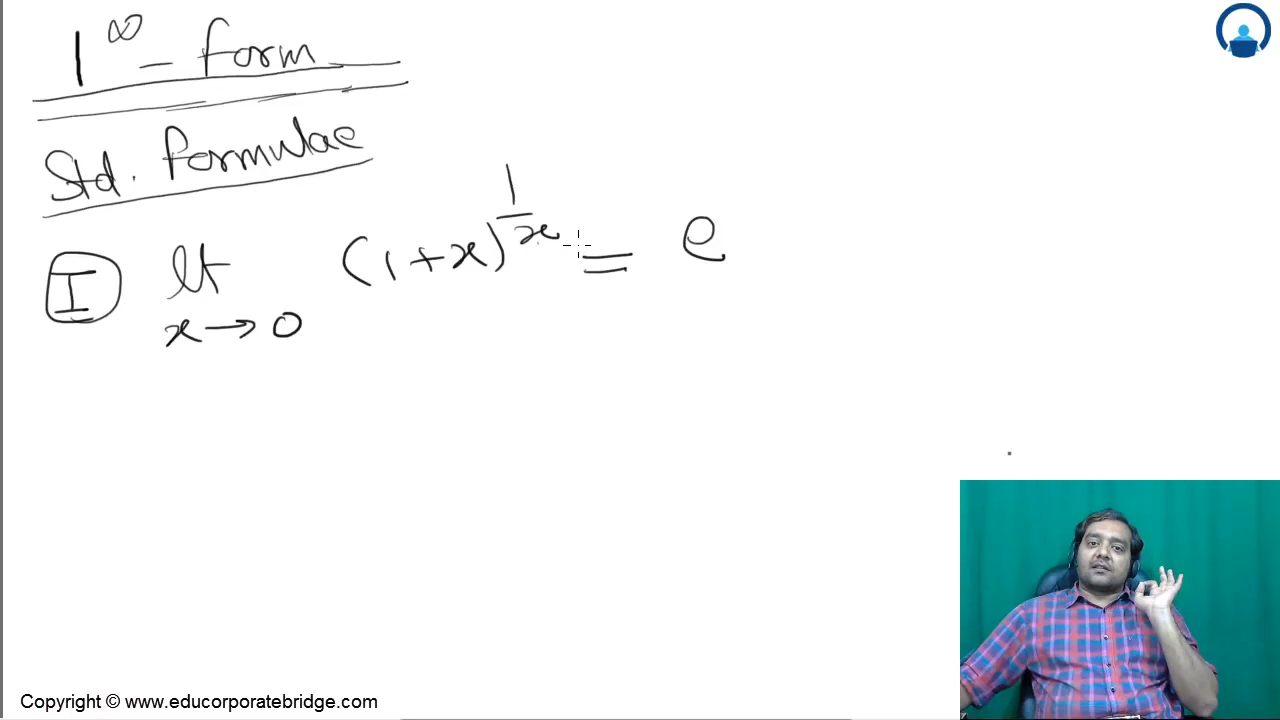 1^∞ - form
Std. formulae
I lt x→0 (1+x)^(1/x) = e
Copyright © www.educorporatebridge.com